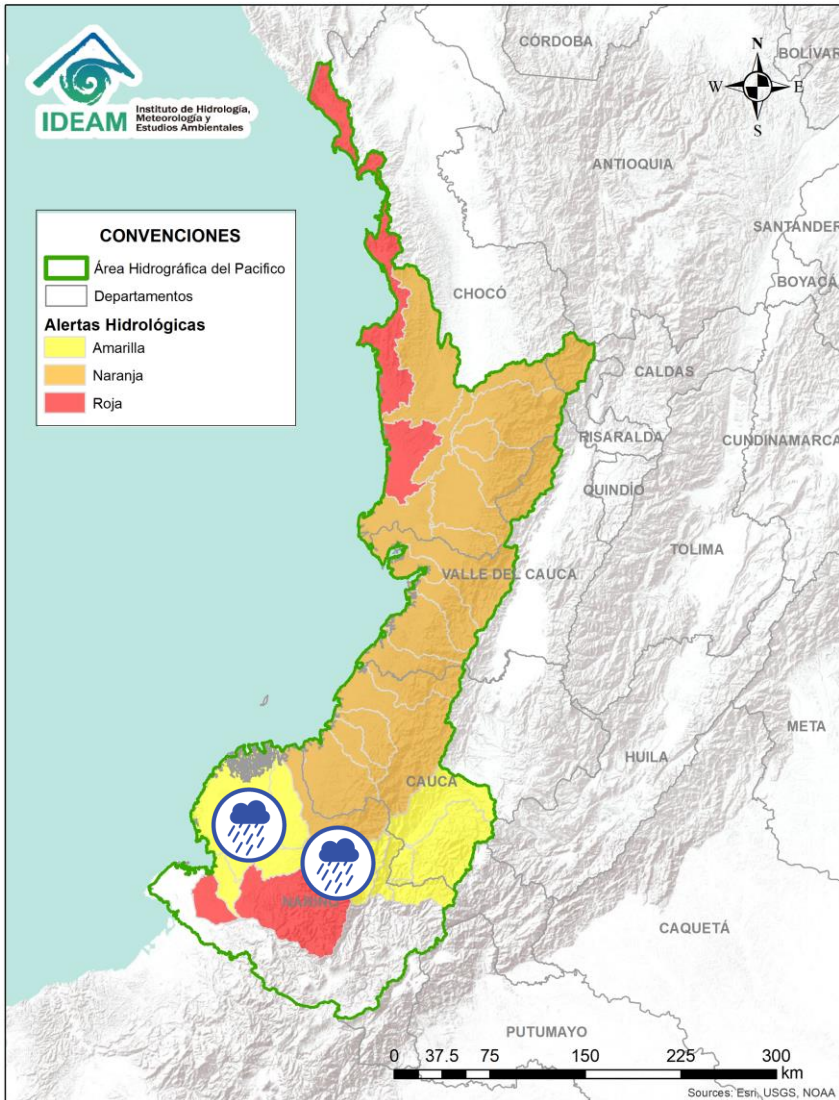 CÓRDOBA
BOLÍVAR
IDEAM
Instituto de Hidrología,
Meteorología y
Estudios Ambientales
N
W E
S
ANTIOQUIA
SANTANDER
BOYACÁ
CONVENCIONES
Área Hidrográfica del Pacifico
Departamentos
Alertas Hidrológicas
Amarilla
Naranja
Roja
CHOCÓ
CALDAS
RISARALDA
CUNDINAMARCA
QUINDÍO
TOLIMA
VALLE DEL CAUCA
META
HUILA
CAUCA
NARIÑO
CAQUETÁ
PUTUMAYO
0 37.5 75 150 225 300
km
Sources: Esri, USGS, NOAA